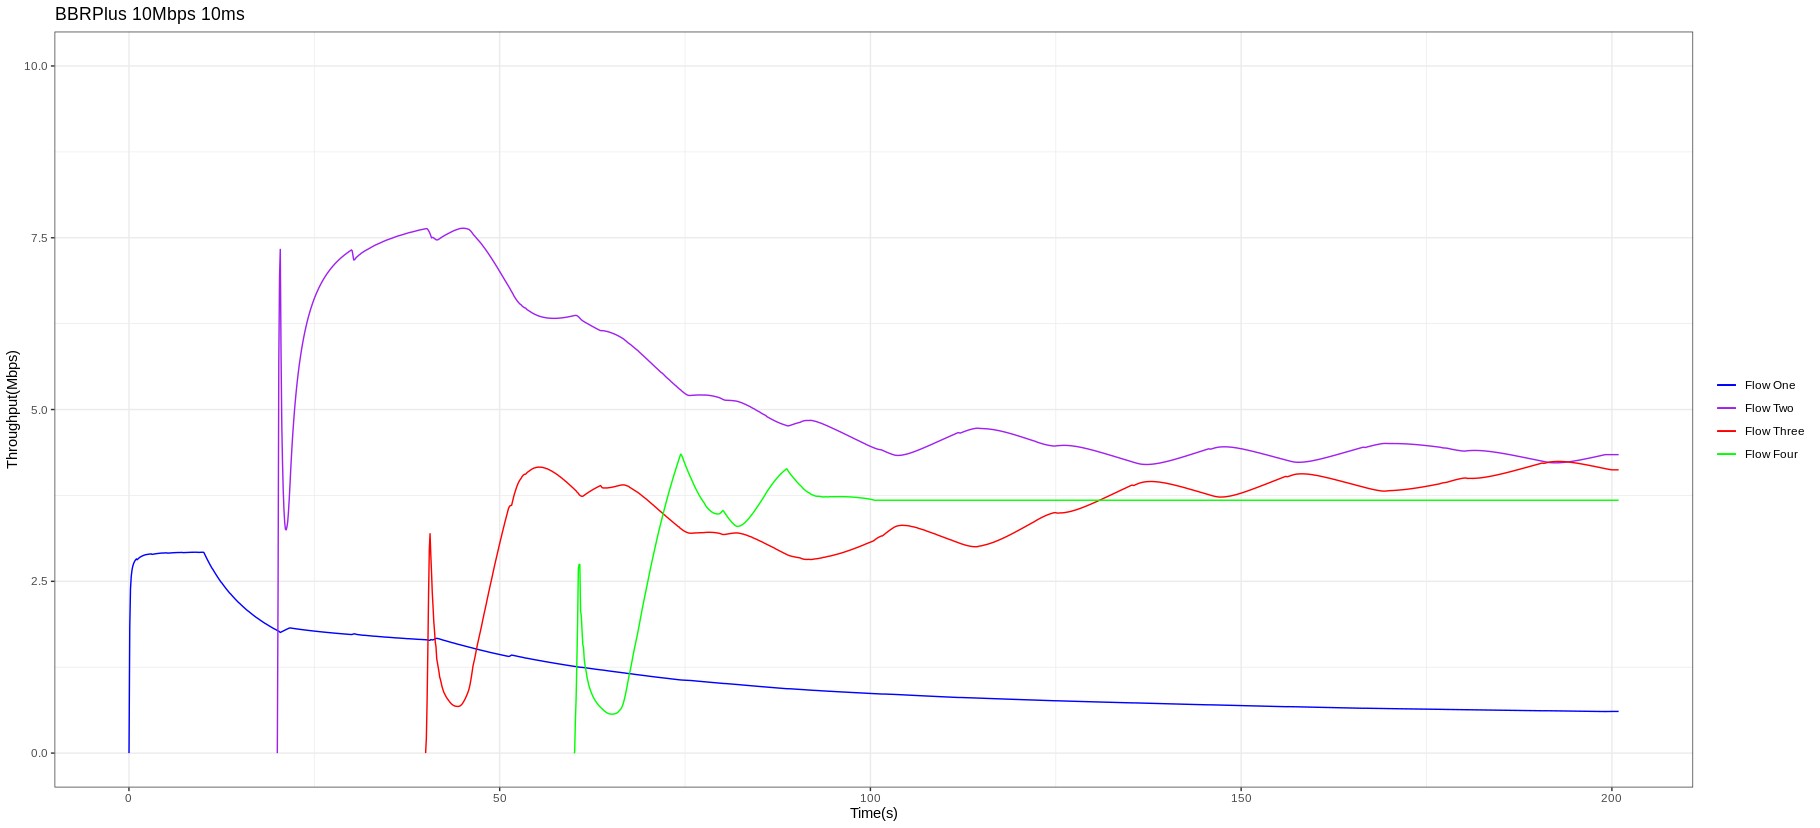 BBRPlus 10Mbps 10ms
Throughput(Mbps)
10.0
7.5
5.0
2.5
0.0
0
50
100
150
200
Time(s)
Flow One
Flow Two
Flow Three
Flow Four